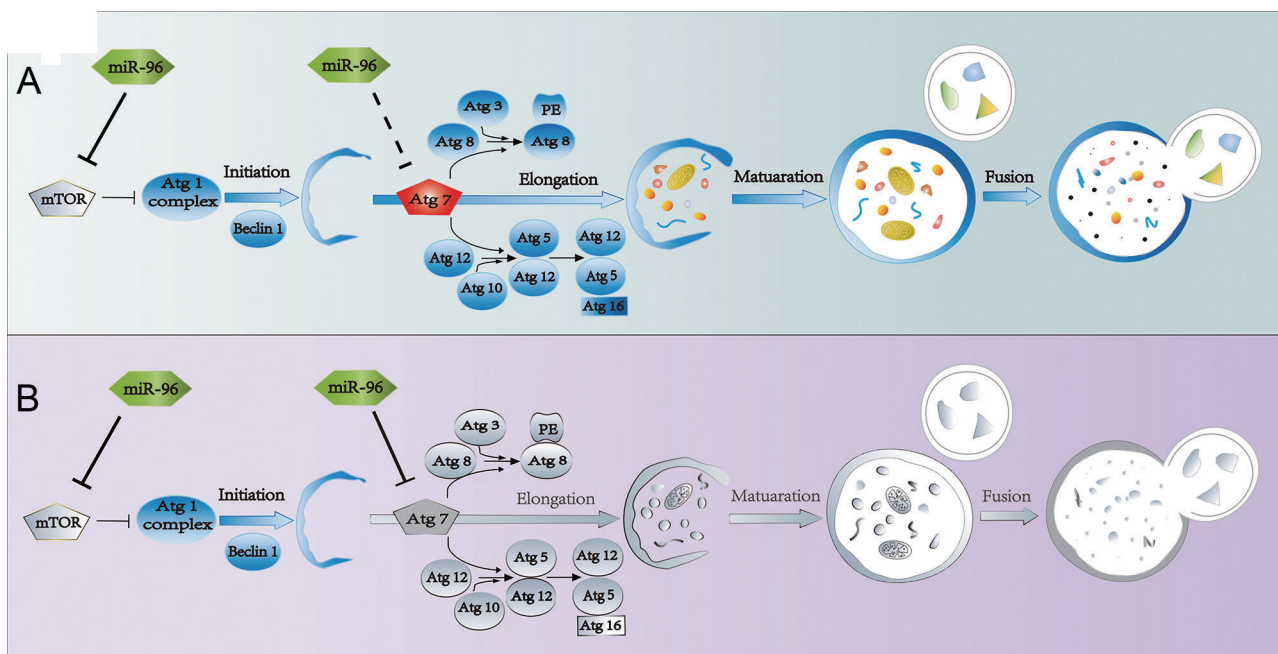 A
miR-96
miR-96
mTOR
Atg 1
complex
Initiation
Beclin 1
Atg 7
Atg 3
Atg 8
PE
Atg 8
Elongation
Atg 12
Atg 10
Atg 5
Atg 12
Atg 12
Atg 5
Atg 16
Matuaration
Fusion
B
miR-96
miR-96
mTOR
Atg 1
complex
Initiation
Beclin 1
Atg 7
Atg 3
Atg 8
PE
Atg 8
Elongation
Atg 12
Atg 10
Atg 5
Atg 12
Atg 12
Atg 5
Atg 16
Matuaration
Fusion